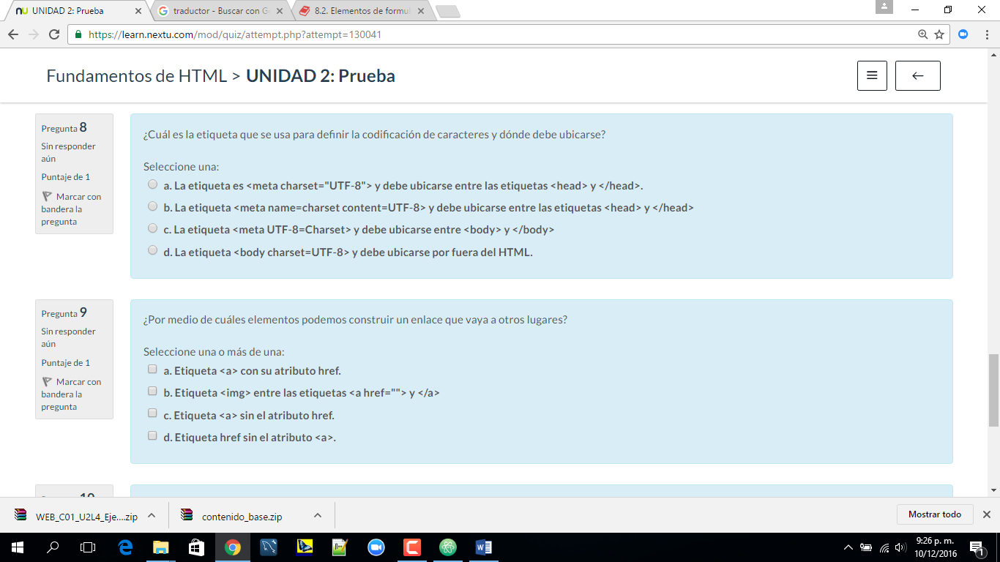 UNIDAD 2: Prueba
traductor - Buscar con G
8.2. Elementos de formul
https://learn.nextu.com/mod/quiz/attempt.php?attempt=130041
Fundamentos de HTML > UNIDAD 2: Prueba
Pregunta 8
Sin responder
aún
Puntaje de 1
Marcar con
bandera la
pregunta
¿Cuál es la etiqueta que se usa para definir la codificación de caracteres y dónde debe ubicarse?
Seleccione una:
a. La etiqueta es <meta charset="UTF-8"> y debe ubicarse entre las etiquetas <head> y </head>.
b. La etiqueta <meta name=charset content=UTF-8> y debe ubicarse entre las etiquetas <head> y </head>
c. La etiqueta <meta UTF-8=Charset> y debe ubicarse entre <body> y </body>
d. La etiqueta <body charset=UTF-8> y debe ubicarse por fuera del HTML.
Pregunta 9
Sin responder
aún
Puntaje de 1
Marcar con
bandera la
pregunta
¿Por medio de cuáles elementos podemos construir un enlace que vaya a otros lugares?
Seleccione una o más de una:
a. Etiqueta <a> con su atributo href.
b. Etiqueta <img> entre las etiquetas <a href=""> y </a>
c. Etiqueta <a> sin el atributo href.
d. Etiqueta href sin el atributo <a>.
WEB_C01_U2L4_Eje....zip
contenido_base.zip
Mostrar todo
9:26 p. m.
10/12/2016
1